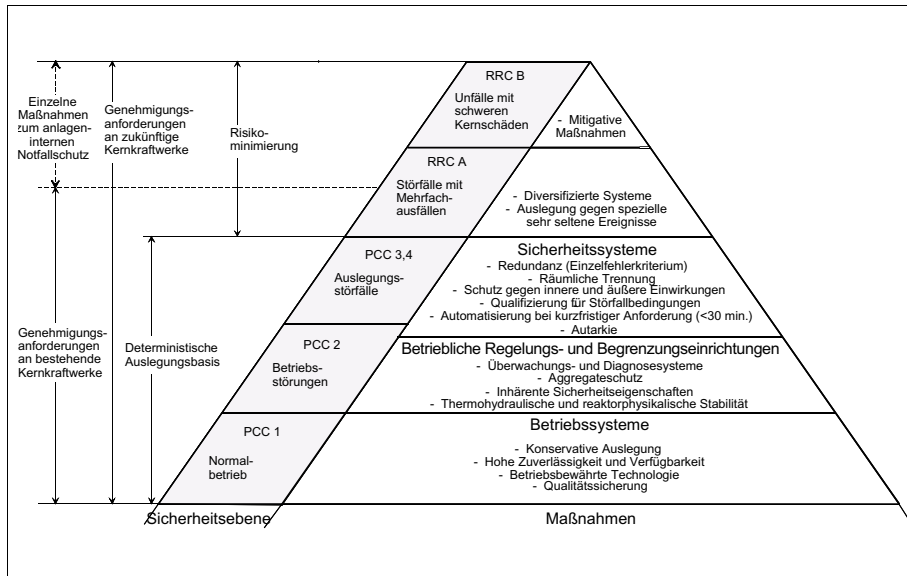 Einzelne
Maßnahmen
zum anlagen-
internen
Notfallschutz
Genehmigungs-
anforderungen
an zukünftige
Kernkraftwerke
Risiko-
minimierung
Genehmigungs-
anforderungen
an bestehende
Kernkraftwerke
Deterministische
Auslegungsbasis
RRC B
Unfälle mit
schweren
Kernschäden
- Mitigative
Maßnahmen
RRC A
Störfälle mit
Mehrfach-
ausfällen
- Diversifizierte Systeme
- Auslegung gegen spezielle
sehr seltene Ereignisse
PCC 3,4
Auslegungs-
störfälle
Sicherheitssysteme
- Redundanz (Einzelfehlerkriterium)
- Räumliche Trennung
- Schutz gegen innere und äußere Einwirkungen
- Qualifizierung für Störfallbedingungen
- Automatisierung bei kurzfristiger Anforderung (<30 min.)
- Autarkie
PCC 2
Betriebs-
störungen
Betriebliche Regelungs- und Begrenzungseinrichtungen
- Überwachungs- und Diagnosesysteme
- Aggregateschutz
- Inhärente Sicherheitseigenschaften
- Thermohydraulische und reaktorphysikalische Stabilität
PCC 1
Normal-
betrieb
Betriebssysteme
- Konservative Auslegung
- Hohe Zuverlässigkeit und Verfügbarkeit
- Betriebsbewährte Technologie
- Qualitätssicherung
Sicherheitsebene
Maßnahmen